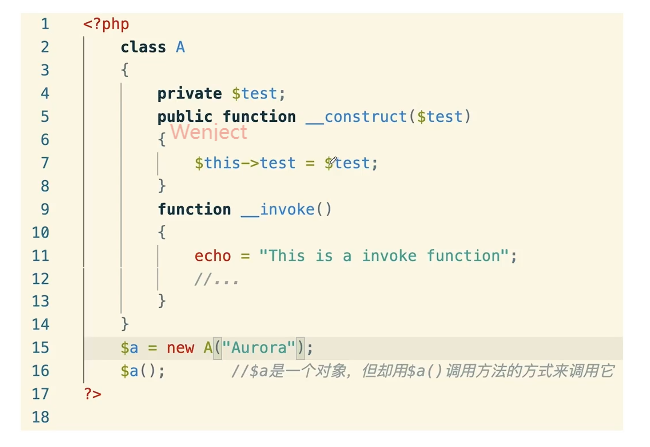 1 <?php
2 class A
3 {
4 private $test;
5 public function __construct($test)
Wenject
6 {
7 $this->test = $test;
8 }
9 function __invoke()
10 {
11 echo = "This is a invoke function";
12 //...
13 }
14 }
15 $a = new A("Aurora");
16 $a(); //$a是一个对象，但却用$a()调用方法的方式来调用它
17 ?>
18